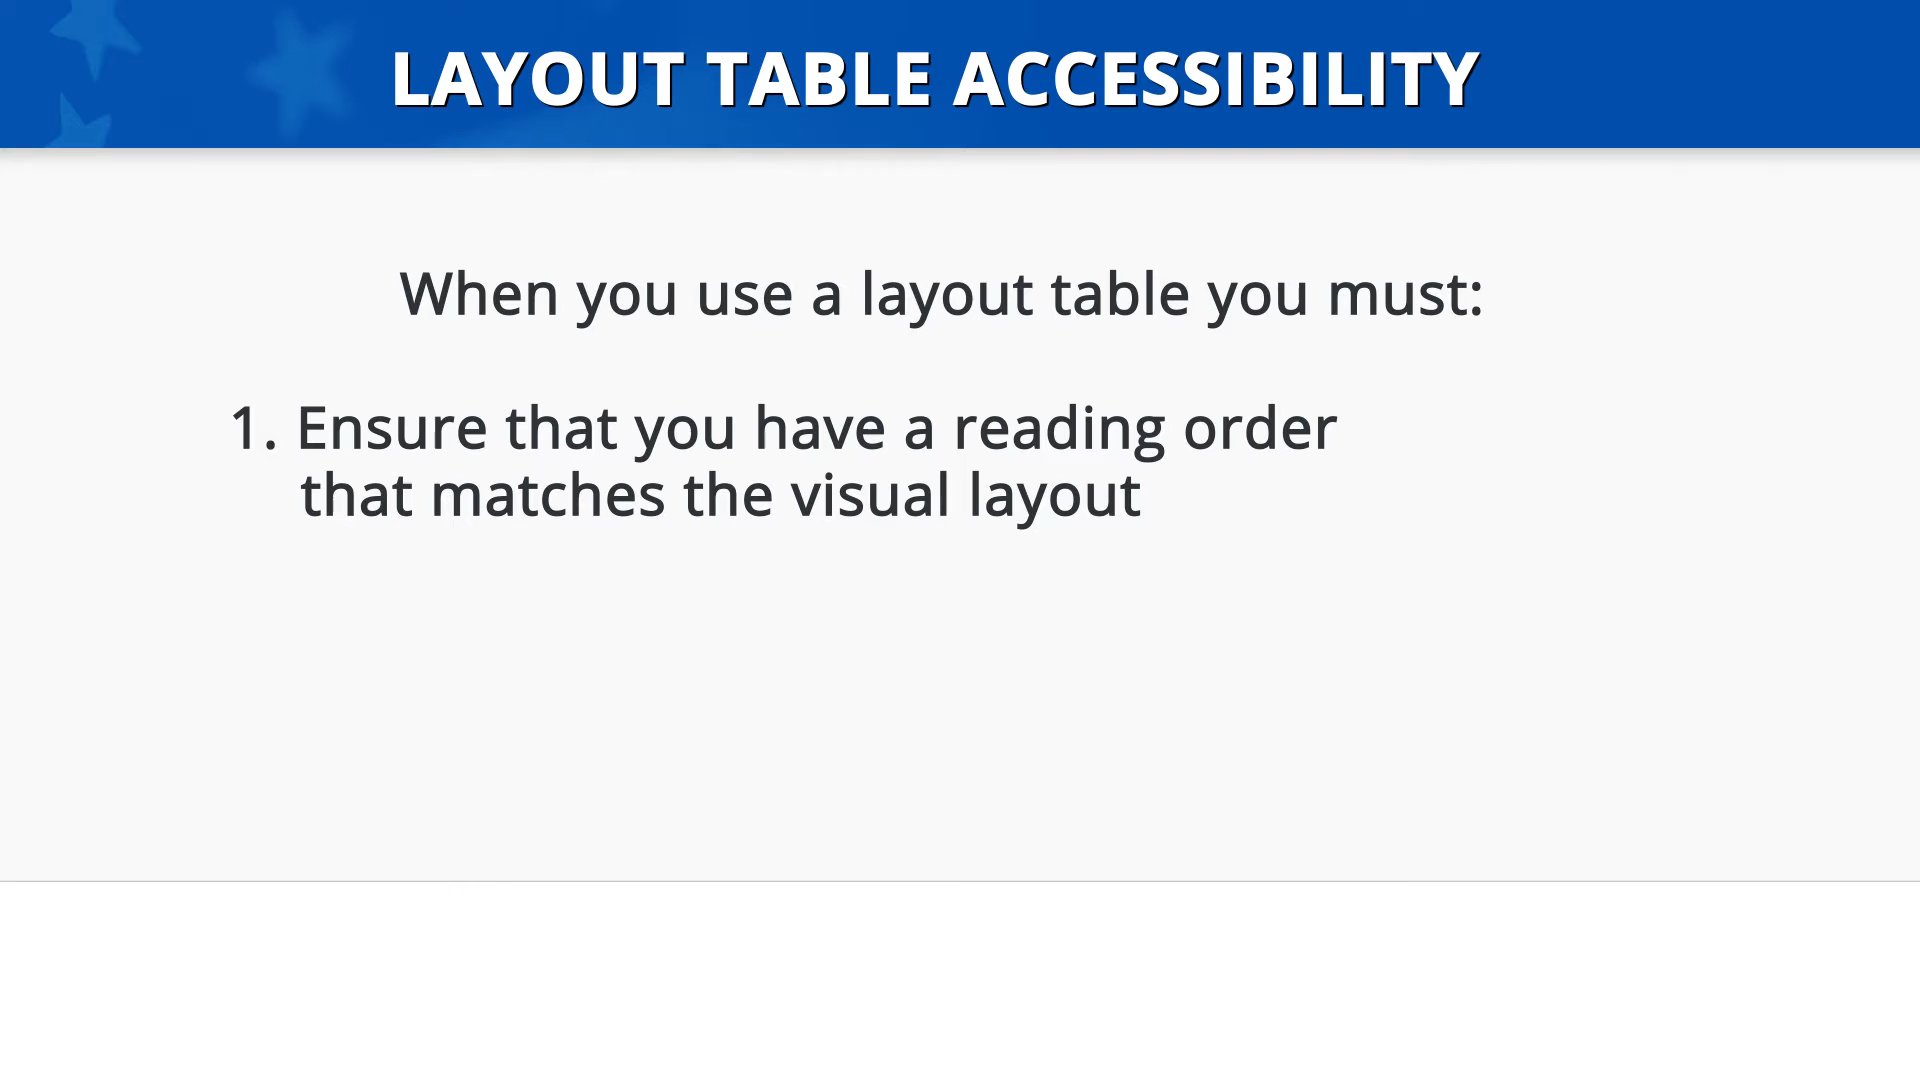 LAYOUT TABLE ACCESSIBILITY
When you use a layout table you must:
1. Ensure that you have a reading order
that matches the visual layout